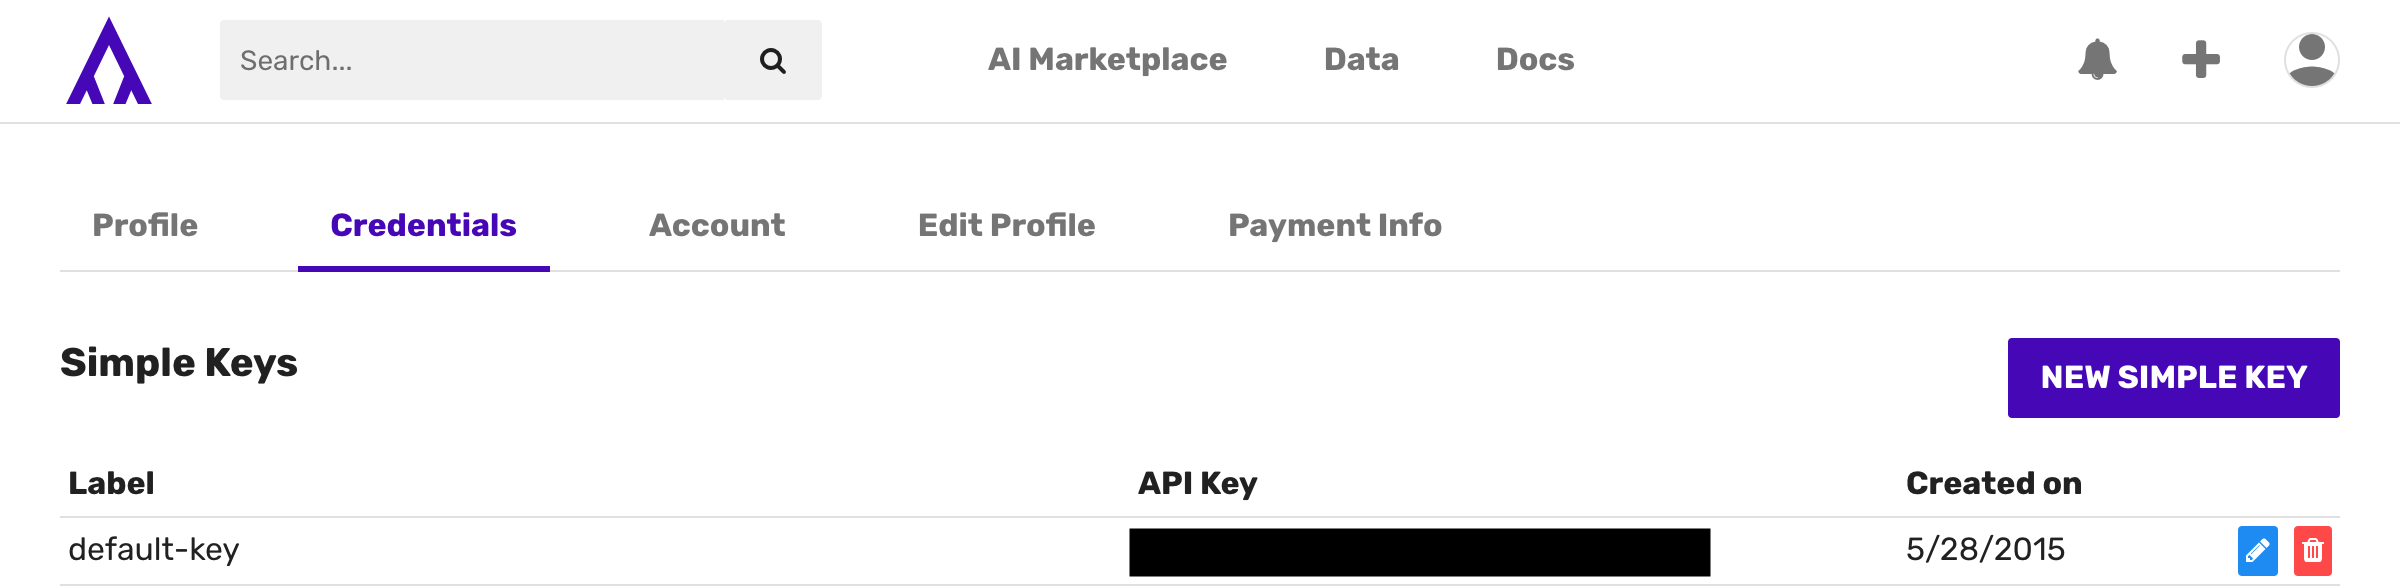 Search...
AI Marketplace Data Docs
Profile Credentials Account Edit Profile Payment Info
Simple Keys
NEW SIMPLE KEY
Label API Key Created on
default-key 5/28/2015